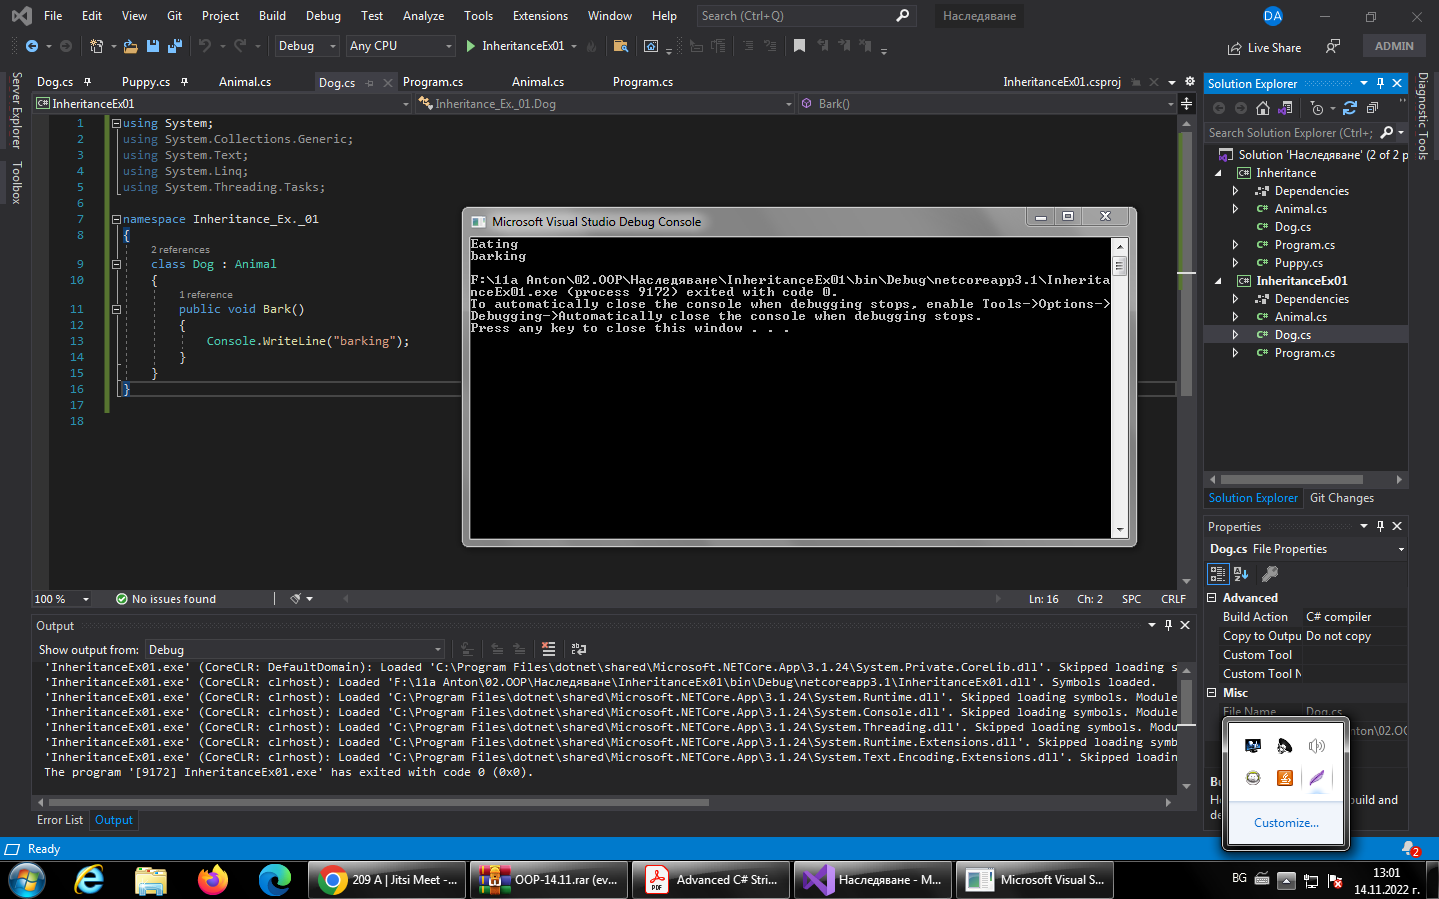 File Edit View Git Project Build Debug Test Analyze Tools Extensions Window Help Search (Ctrl+Q) Наследяване DA
Debug Any CPU InheritanceEx01 Live Share ADMIN
Server Explorer
Toolbox
Dog.cs Puppy.cs Animal.cs Dog.cs Program.cs Animal.cs Program.cs InheritanceEx01.csproj
InheritanceEx01 Inheritance_Ex._01.Dog Bark()
1 using System;
2 using System.Collections.Generic;
3 using System.Text;
4 using System.Linq;
5 using System.Threading.Tasks;
6
7 namespace Inheritance_Ex._01
8 {
2 references
9 class Dog : Animal
10 {
1 reference
11 public void Bark()
12 {
13 Console.WriteLine("barking");
14 }
15 }
16 }
17
18
100 % No issues found Ln: 16 Ch: 2 SPC CRLF
Microsoft Visual Studio Debug Console
Eating
barking
F:\11a Anton\02.OOP\Наследяване\InheritanceEx01\bin\Debug\netcoreapp3.1\Inherita
nceEx01.exe (process 9172) exited with code 0.
To automatically close the console when debugging stops, enable Tools->Options->
Debugging->Automatically close the console when debugging stops.
Press any key to close this window . . .
Solution Explorer
Search Solution Explorer (Ctrl+;
Solution 'Наследяване' (2 of 2 p
C# Inheritance
Dependencies
C# Animal.cs
C# Dog.cs
C# Program.cs
C# Puppy.cs
C# InheritanceEx01
Dependencies
C# Animal.cs
C# Dog.cs
C# Program.cs
Solution Explorer Git Changes
Diagnostic Tools
Properties
Dog.cs File Properties
Advanced
Build Action C# compiler
Copy to Outpu Do not copy
Custom Tool
Custom Tool N
Misc
File Name Dog.cs
nton\02.OO
Bu
Ho build and
de
Customize...
Output
Show output from: Debug
'InheritanceEx01.exe' (CoreCLR: DefaultDomain): Loaded 'C:\Program Files\dotnet\shared\Microsoft.NETCore.App\3.1.24\System.Private.CoreLib.dll'. Skipped loading s
'InheritanceEx01.exe' (CoreCLR: clrhost): Loaded 'F:\11a Anton\02.OOP\Наследяване\InheritanceEx01\bin\Debug\netcoreapp3.1\InheritanceEx01.dll'. Symbols loaded.
'InheritanceEx01.exe' (CoreCLR: clrhost): Loaded 'C:\Program Files\dotnet\shared\Microsoft.NETCore.App\3.1.24\System.Runtime.dll'. Skipped loading symbols. Module
'InheritanceEx01.exe' (CoreCLR: clrhost): Loaded 'C:\Program Files\dotnet\shared\Microsoft.NETCore.App\3.1.24\System.Console.dll'. Skipped loading symbols. Module
'InheritanceEx01.exe' (CoreCLR: clrhost): Loaded 'C:\Program Files\dotnet\shared\Microsoft.NETCore.App\3.1.24\System.Threading.dll'. Skipped loading symbols. Modu
'InheritanceEx01.exe' (CoreCLR: clrhost): Loaded 'C:\Program Files\dotnet\shared\Microsoft.NETCore.App\3.1.24\System.Runtime.Extensions.dll'. Skipped loading symb
'InheritanceEx01.exe' (CoreCLR: clrhost): Loaded 'C:\Program Files\dotnet\shared\Microsoft.NETCore.App\3.1.24\System.Text.Encoding.Extensions.dll'. Skipped loadin
The program '[9172] InheritanceEx01.exe' has exited with code 0 (0x0).
Error List Output
Ready 2
209 A | Jitsi Meet -... OOP-14.11.rar (ev... Advanced C# Stri... Наследяване - M... Microsoft Visual S... BG 13:01
14.11.2022 г.